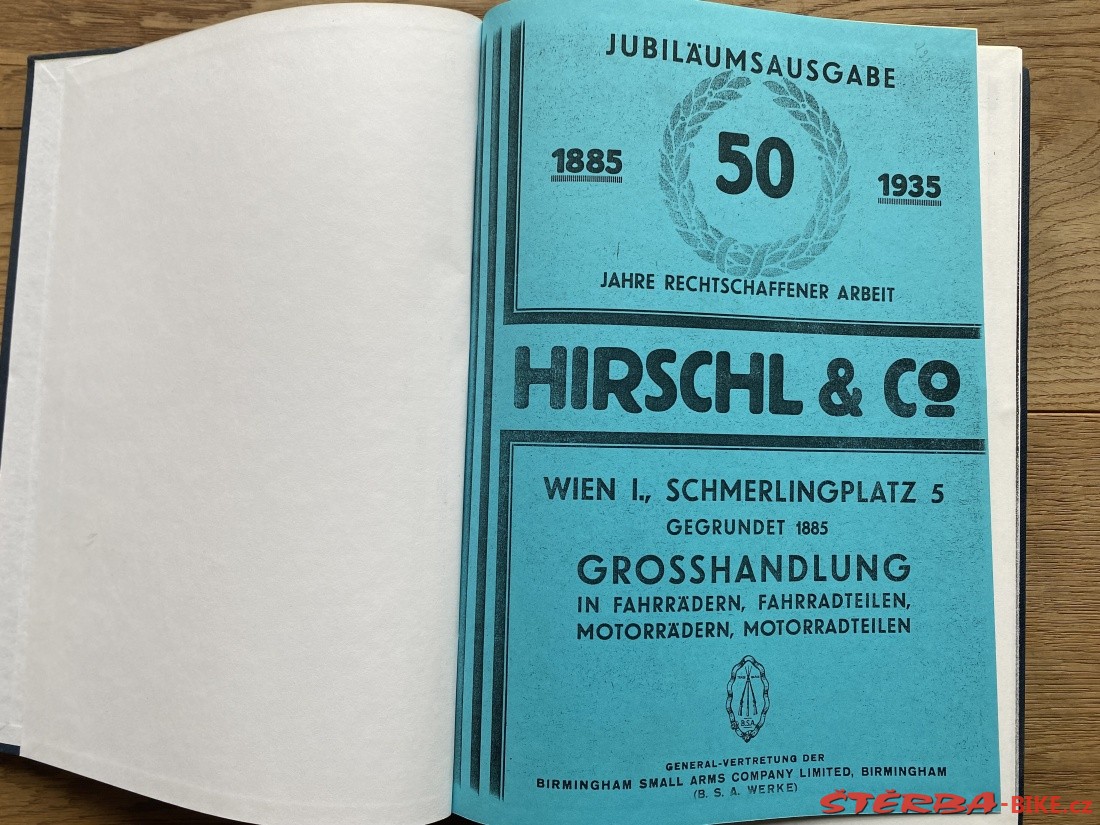 JUBILÄUMSAUSGABE
1885 50 1935
JAHRE RECHTSCHAFFENER ARBEIT
HIRSCHL & Co
WIEN I., SCHMERLINGPLATZ 5
GEGRUNDET 1885
GROSSHANDLUNG
IN FAHRRÄDERN, FAHRRADTEILEN,
MOTORRÄDERN, MOTORRADTEILEN
B.S.A.
GENERAL-VERTRETUNG DER
BIRMINGHAM SMALL ARMS COMPANY LIMITED, BIRMINGHAM
(B. S. A. WERKE)
ŠTĚRBA-BIKE.cz